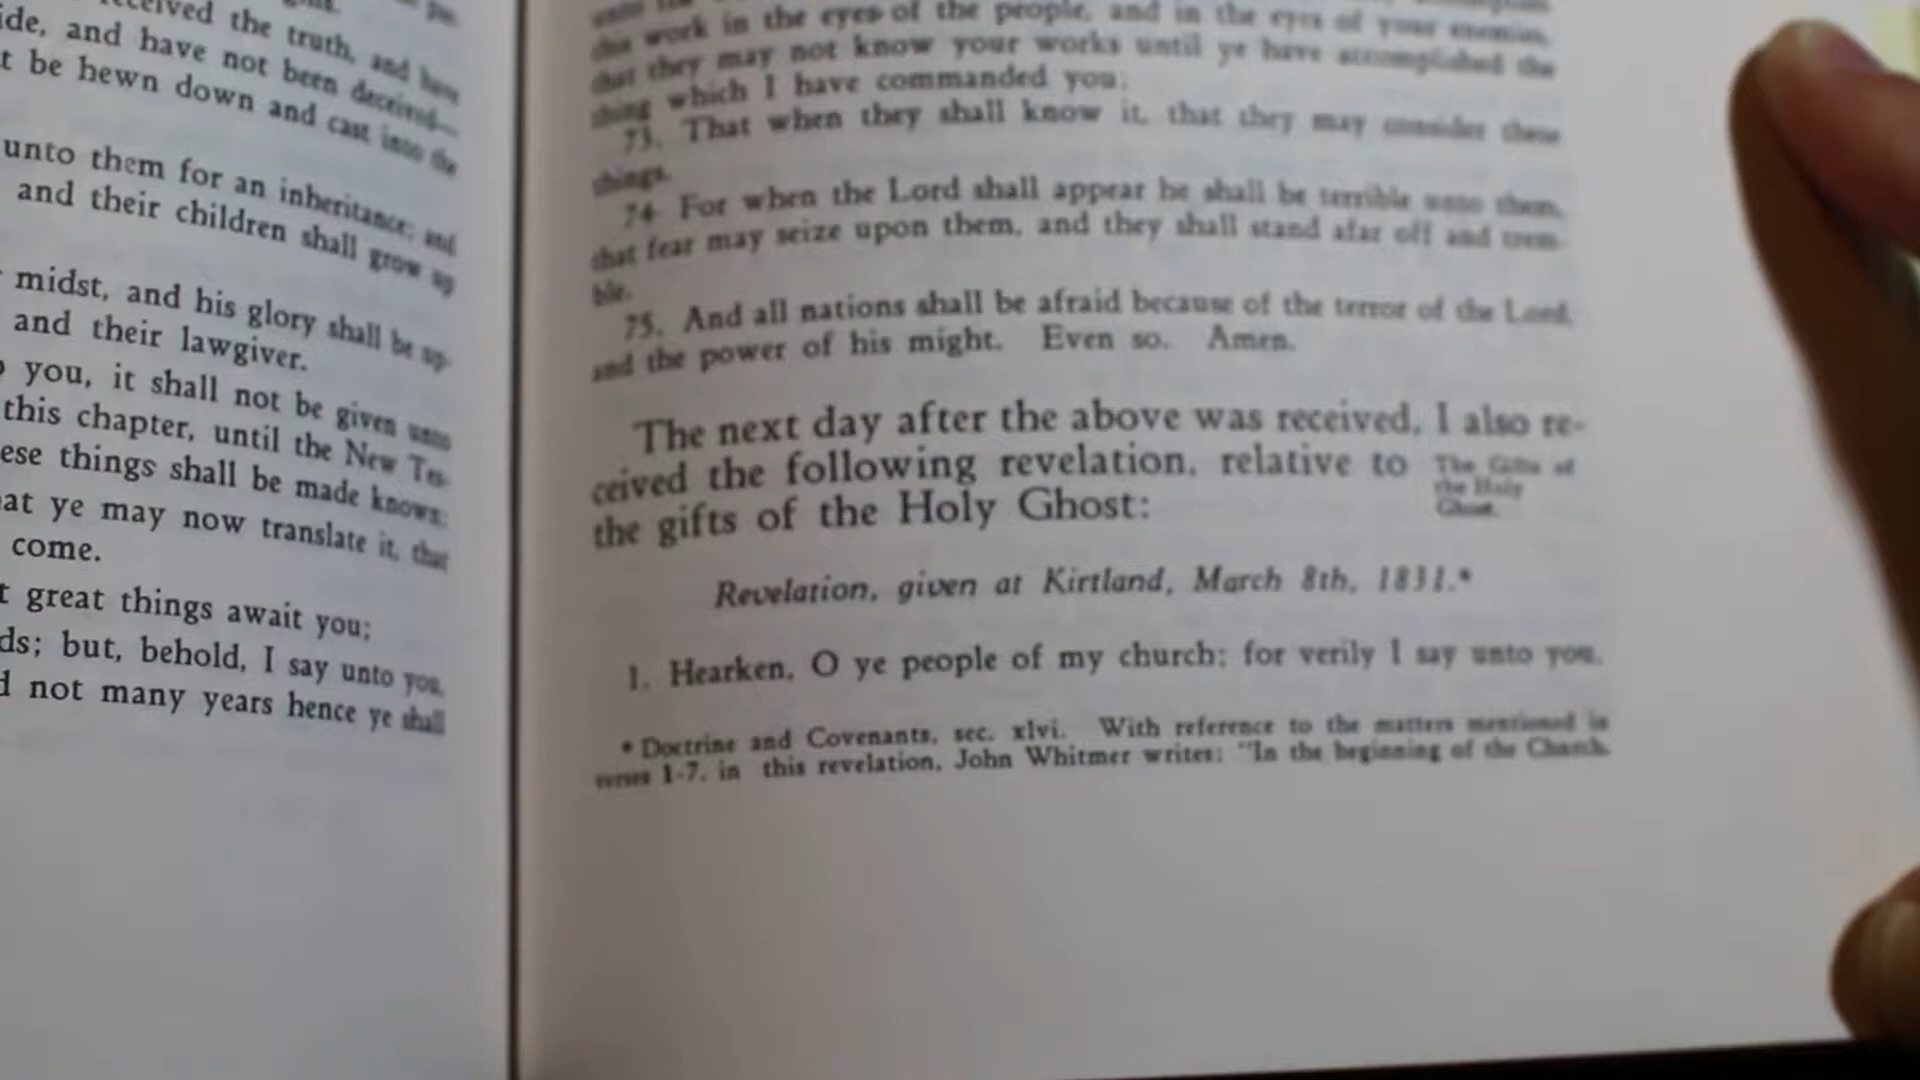 received the truth, and have
ide, and have not been deceived—
t be hewn down and cast into the
unto them for an inheritance; and
and their children shall grow up
midst, and his glory shall be up-
and their lawgiver.
you, it shall not be given unto
this chapter, until the New Tes-
ese things shall be made known;
at ye may now translate it, that
come.
t great things await you;
ds; but, behold, I say unto you,
d not many years hence ye shall
this work in the eyes of the people, and in the eyes of your enemies,
that they may not know your works until ye have accomplished the
thing which I have commanded you;
73. That when they shall know it, that they may consider these
things.
74. For when the Lord shall appear he shall be terrible unto them,
that fear may seize upon them, and they shall stand afar off and trem-
ble.
75. And all nations shall be afraid because of the terror of the Lord,
and the power of his might. Even so. Amen.
The next day after the above was received, I also re-
ceived the following revelation, relative to
the gifts of the Holy Ghost:
The Gifts of
the Holy
Ghost.
Revelation, given at Kirtland, March 8th, 1831.*
1. Hearken, O ye people of my church; for verily I say unto you,
* Doctrine and Covenants, sec. xlvi. With reference to the matters mentioned in
verses 1-7, in this revelation, John Whitmer writes: "In the beginning of the Church,